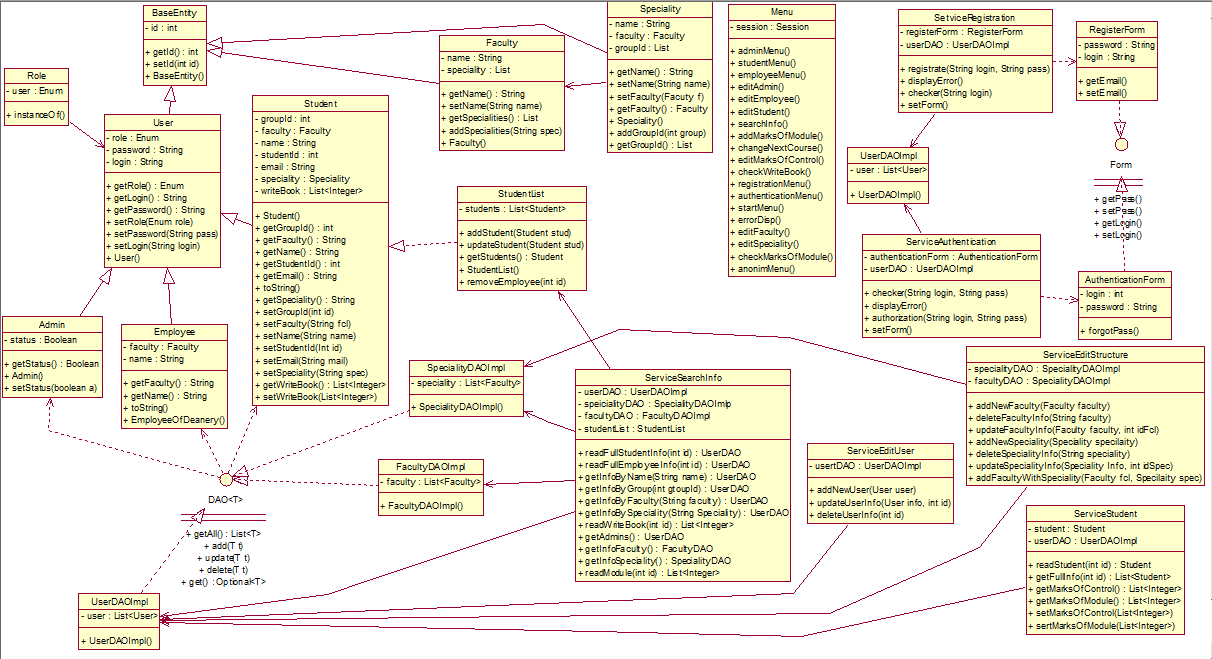 BaseEntity
- id : int
+ getId() : int
+ setId(int id)
+ BaseEntity()
Role
- user : Enum
+ instanceOf()
User
- role : Enum
- password : String
- login : String
+ getRole() : Enum
+ getLogin() : String
+ getPassword() : String
+ setRole(Enum role)
+ setPassword(String pass)
+ setLogin(String login)
+ User()
Student
- groupId : int
- faculty : Faculty
- name : String
- studentId : int
- email : String
- speciality : Speciality
- writeBook : List<Integer>
+ Student()
+ getGroupId() : int
+ getFaculty() : String
+ getName() : String
+ getStudentId() : int
+ getEmail() : String
+ toString()
+ getSpeciality() : String
+ setGroupId(int id)
+ setFaculty(String fcl)
+ setName(String name)
+ setStudentId(Int id)
+ setEmail(String mail)
+ setSpeciality(String spec)
+ getWriteBook() : List<Integer>
+ setWriteBook(List<Integer>)
Faculty
- name : String
- speciality : List
+ getName() : String
+ setName(String name)
+ getSpecialities() : List
+ addSpecialities(String spec)
+ Faculty()
Speciality
- name : String
- faculty : Faculty
- groupId : List
+ getName() : String
+ setName(String name)
+ setFaculty(Facuty f)
+ getFaculty() : Faculty
+ Speciality()
+ addGroupId(int group)
+ getGroupId() : List
Menu
- session : Session
+ adminMenu()
+ studentMenu()
+ employeeMenu()
+ editAdmin()
+ editEmployee()
+ editStudent()
+ searchInfo()
+ addMarksOfModule()
+ changeNextCourse()
+ editMarksOfControl()
+ checkWriteBook()
+ registrationMenu()
+ authenticationMenu()
+ startMenu()
+ errorDisp()
+ editFaculty()
+ editSpeciality()
+ checkMarksOfModule()
+ anonimMenu()
SetviceRegistration
- registerForm : RegisterForm
- userDAO : UserDAOImpl
+ registrate(String login, String pass)
+ displayError()
+ checker(String login)
+ setForm()
RegisterForm
- password : String
- login : String
+ getEmail()
+ setEmail()
UserDAOImpl
- user : List<User>
+ UserDAOImpl()
Form
+ getPass()
+ setPass()
+ getLogin()
+ setLogin()
StudentList
- students : List<Student>
+ addStudent(Student stud)
+ updateStudent(Student stud)
+ getStudents() : Student
+ StudentList()
+ removeEmployee(int id)
ServiceAuthentication
- authenticationForm : AuthenticationForm
- userDAO : UserDAOImpl
+ checker(String login, String pass)
+ displayError()
+ authorization(String login, String pass)
+ setForm()
AuthenticationForm
- login : int
- password : String
+ forgotPass()
Admin
- status : Boolean
+ getStatus() : Boolean
+ Admin()
+ setStatus(boolean a)
Employee
- faculty : Faculty
- name : String
+ getFaculty() : String
+ getName() : String
+ toString()
+ EmployeeOfDeanery()
SpecialityDAOImpl
- speciality : List<Faculty>
+ SpecialityDAOImpl()
ServiceSearchInfo
- userDAO : UserDAOImpl
- speicialityDAO : SpecialityDAOImlp
- facultyDAO : FacultyDAOImpl
- studentList : StudentList
+ readFullStudentInfo(int id) : UserDAO
+ readFullEmployeeInfo(int id) : UserDAO
+ getInfoByName(String name) : UserDAO
+ getInfoByGroup(int gtoupId) : UserDAO
+ getInfoByFaculty(String faculty) : UserDAO
+ getInfoBySpeciality(String Speciality) : UserDAO
+ readWriteBook(int id) : List<Integer>
+ getAdmins() : UserDAO
+ getInfoFaculty() : FacultyDAO
+ getInfoSpeciality() : SpecialityDAO
+ readModule(int id) : List<Integer>
ServiceEditStructure
- specialityDAO : SpecialityDAOImpl
- facultyDAO : SpecialityDAOImpl
+ addNewFaculty(Faculty faculty)
+ deleteFacultyInfo(String faculty)
+ updateFacultyInfo(Faculty faculty, int idFcl)
+ addNewSpeciality(Speciality specilaity)
+ deleteSpecialityInfo(String speciality)
+ updateSpecialityInfo(Speciality Info, int idSpec)
+ addFacultyWithSpeciality(Faculty fcl, Specilaity spec)
FacultyDAOImpl
- faculty : List<Faculty>
+ FacultyDAOImpl()
ServiceEditUser
- usertDAO : UserDAOImpl
+ addNewUser(User user)
+ updateUserInfo(User info, int id)
+ deleteUserInfo(int id)
DAO<T>
+ getAll() : List<T>
+ add(T t)
+ update(T t)
+ delete(T t)
+ get() : Optional<T>
ServiceStudent
- student : Student
- userDAO : UserDAOImpl
+ readStudent(int id) : Student
+ getFullInfo(int id) : List<Student>
+ getMarksOfControl() : List<Integer>
+ getMarksOfModule() : List<Integer>
+ setMarksOfControl(List<Integer>)
+ sertMarksOfModule(List<Integer>)
UserDAOImpl
- user : List<User>
+ UserDAOImpl()